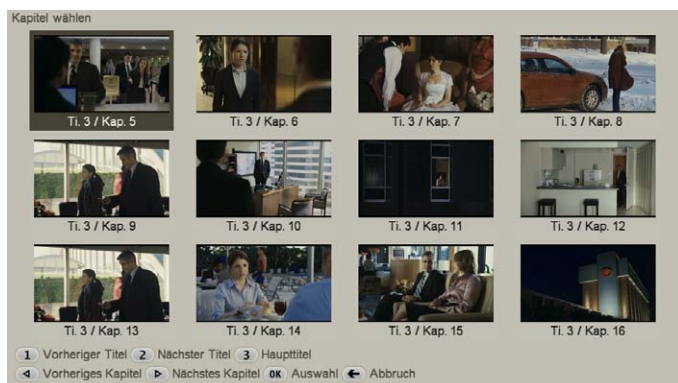 Kapitel wählen
Ti. 3 / Kap. 5 Ti. 3 / Kap. 6 Ti. 3 / Kap. 7 Ti. 3 / Kap. 8
Ti. 3 / Kap. 9 Ti. 3 / Kap. 10 Ti. 3 / Kap. 11 Ti. 3 / Kap. 12
Ti. 3 / Kap. 13 Ti. 3 / Kap. 14 Ti. 3 / Kap. 15 Ti. 3 / Kap. 16
1 Vorheriger Titel 2 Nächster Titel 3 Haupttitel
◁ Vorheriges Kapitel ▷ Nächstes Kapitel OK Auswahl ← Abbruch